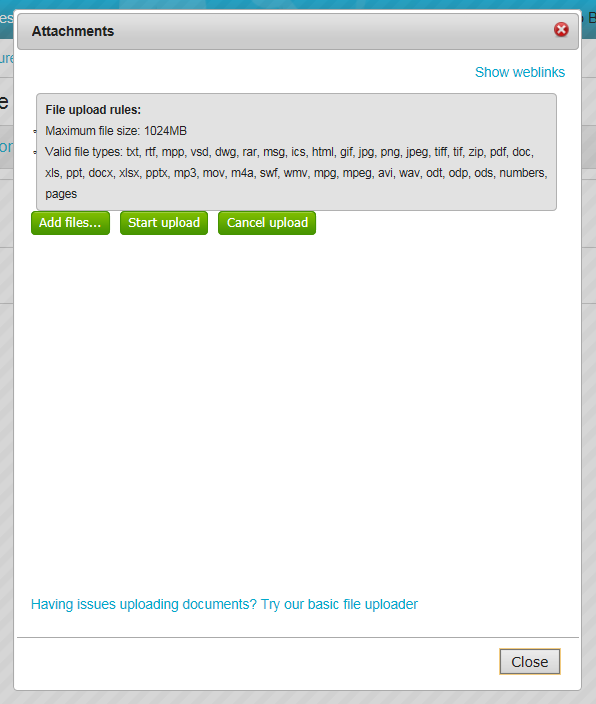 Attachments
Show weblinks
File upload rules:
Maximum file size: 1024MB
Valid file types: txt, rtf, mpp, vsd, dwg, rar, msg, ics, html, gif, jpg, png, jpeg, tiff, tif, zip, pdf, doc,
xls, ppt, docx, xlsx, pptx, mp3, mov, m4a, swf, wmv, mpg, mpeg, avi, wav, odt, odp, ods, numbers,
pages
Add files... Start upload Cancel upload
Having issues uploading documents? Try our basic file uploader
Close